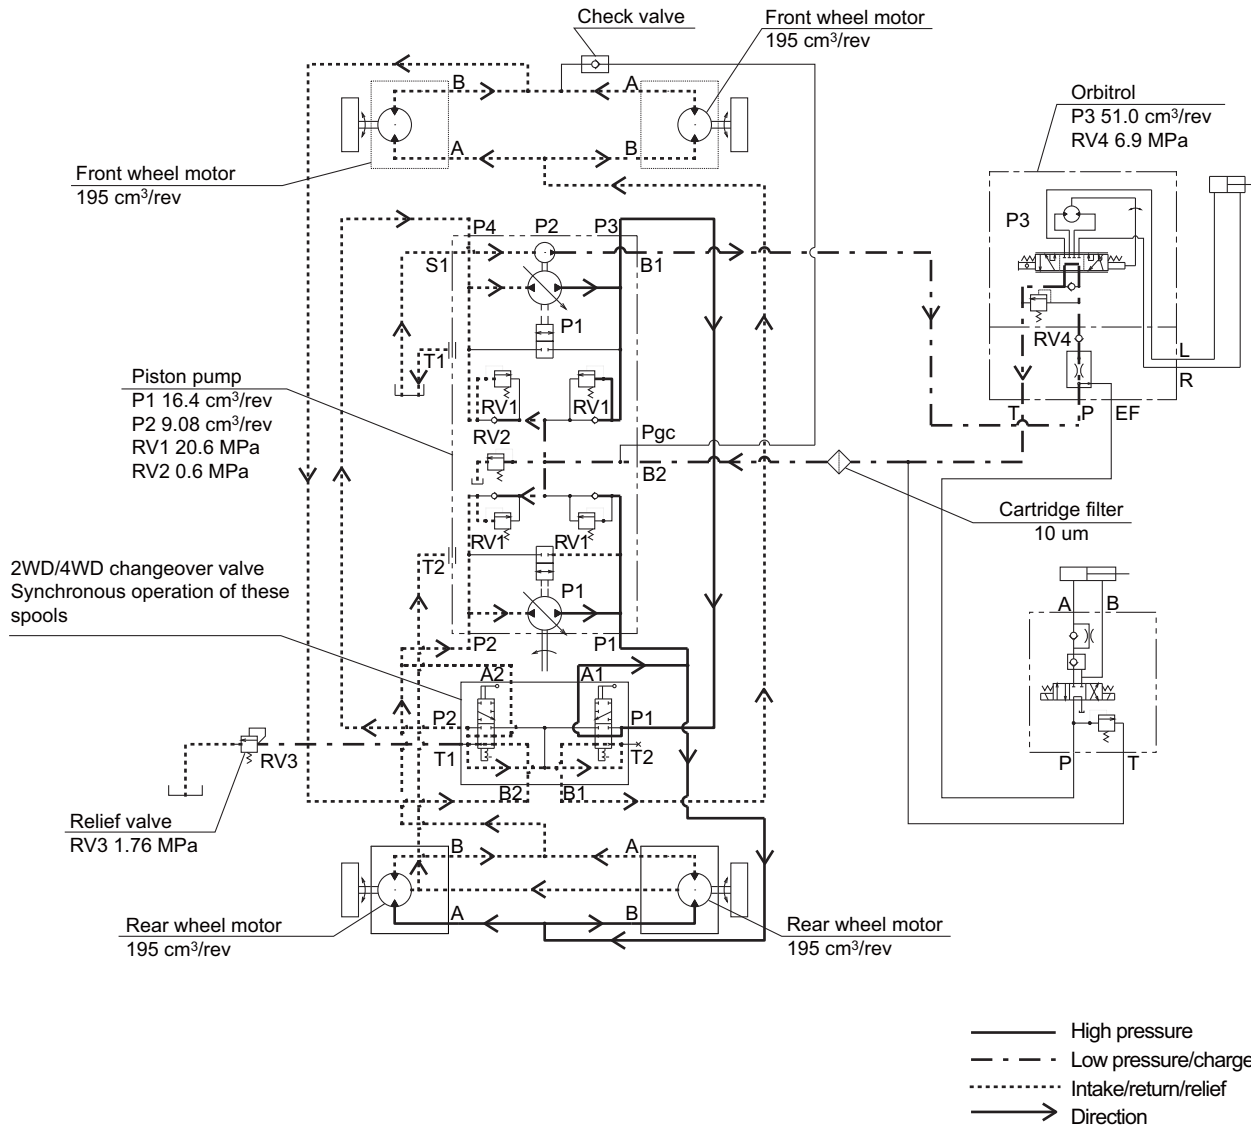 Check valve
Front wheel motor
195 cm³/rev
Orbitrol
P3 51.0 cm³/rev
RV4 6.9 MPa
B
A
A
B
Front wheel motor
195 cm³/rev
P4
P2
P3
S1
B1
P1
T1
P3
RV4
L
R
T
P
EF
Piston pump
P1 16.4 cm³/rev
P2 9.08 cm³/rev
RV1 20.6 MPa
RV2 0.6 MPa
RV1
RV1
RV2
Pgc
B2
RV1
RV1
T2
P1
P2
P1
Cartridge filter
10 um
2WD/4WD changeover valve
Synchronous operation of these
spools
A2
A1
P2
P1
T1
T2
B2
B1
A
B
P
T
RV3
Relief valve
RV3 1.76 MPa
B
A
A
B
Rear wheel motor
195 cm³/rev
Rear wheel motor
195 cm³/rev
High pressure
Low pressure/charge
Intake/return/relief
Direction